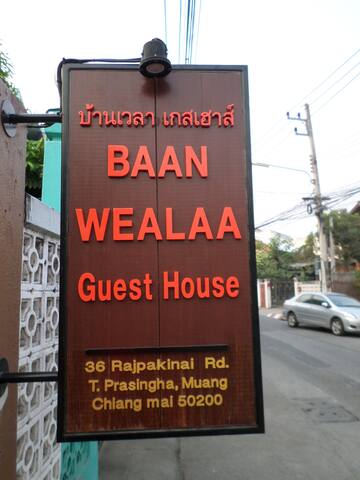 บ้านเวลา เกสเฮาส์
BAAN
WEALAA
Guest House
36 Rajpakinai Rd.
T. Prasingha, Muang
Chiang mai 50200